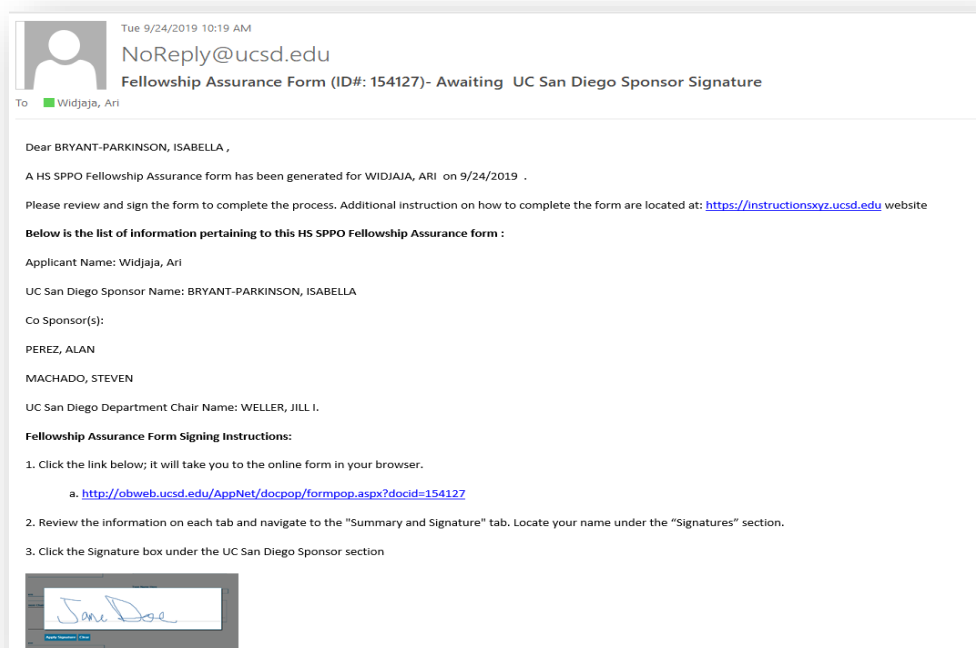 Tue 9/24/2019 10:19 AM
NoReply@ucsd.edu
Fellowship Assurance Form (ID#: 154127)- Awaiting  UC San Diego Sponsor Signature
To Widjaja, Ari
Dear BRYANT-PARKINSON, ISABELLA ,
A HS SPPO Fellowship Assurance form has been generated for WIDJAJA, ARI  on 9/24/2019  .
Please review and sign the form to complete the process. Additional instruction on how to complete the form are located at: https://instructionsxyz.ucsd.edu website
Below is the list of information pertaining to this HS SPPO Fellowship Assurance form :
Applicant Name: Widjaja, Ari
UC San Diego Sponsor Name: BRYANT-PARKINSON, ISABELLA
Co Sponsor(s):
PEREZ, ALAN
MACHADO, STEVEN
UC San Diego Department Chair Name: WELLER, JILL I.
Fellowship Assurance Form Signing Instructions:
1. Click the link below; it will take you to the online form in your browser.
a. http://obweb.ucsd.edu/AppNet/docpop/formpop.aspx?docid=154127
2. Review the information on each tab and navigate to the "Summary and Signature" tab. Locate your name under the “Signatures” section.
3. Click the Signature box under the UC San Diego Sponsor section
Jane Doe
Apply Signature Clear